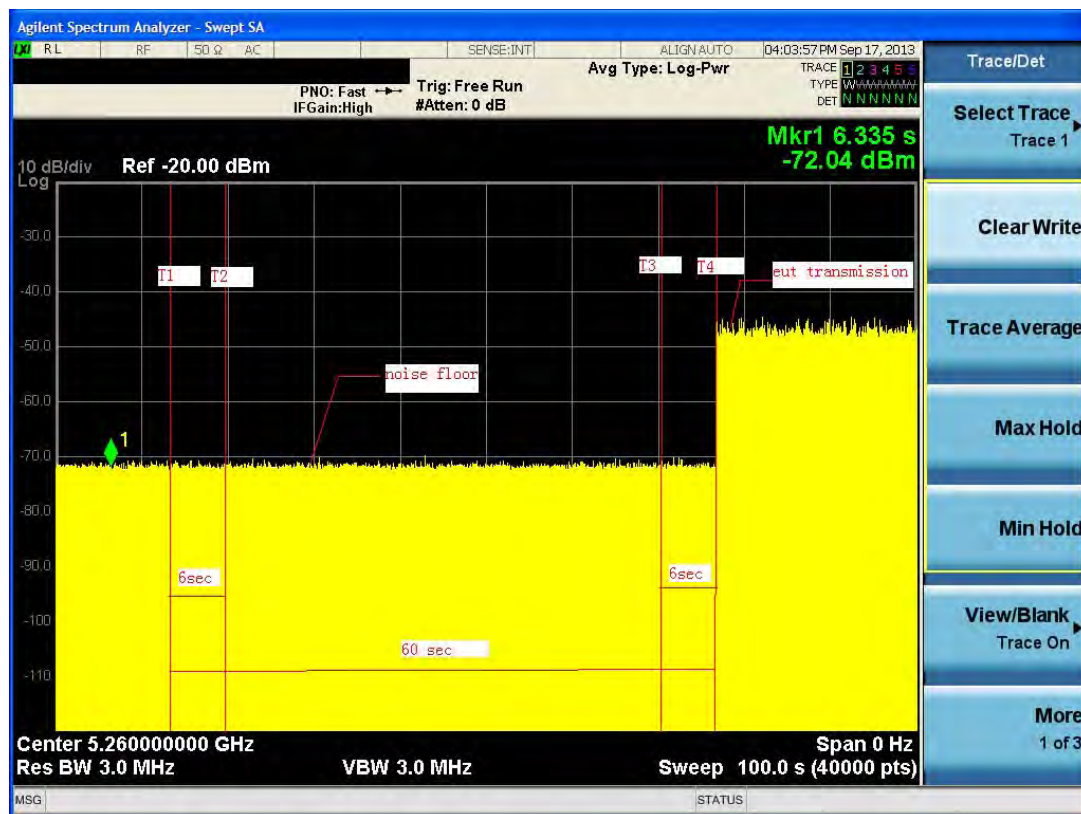 Agilent Spectrum Analyzer - Swept SA
LXI RL RF 50 Ω AC SENSE:INT ALIGN AUTO 04:03:57 PM Sep 17, 2013
PNO: Fast Trig: Free Run Avg Type: Log-Pwr TRACE 1 2 3 4 5 6
IFGain:High #Atten: 0 dB TYPE WWWWWW
DET N N N N N N
Mkr1 6.335 s
-72.04 dBm
10 dB/div Ref -20.00 dBm
Log
-30.0
T1 T2 T3 T4 eut transmission
-40.0
-50.0
noise floor
-60.0
1
-70.0
-80.0
-90.0
6sec 6sec
-100
60 sec
-110
Center 5.260000000 GHz Span 0 Hz
Res BW 3.0 MHz VBW 3.0 MHz Sweep 100.0 s (40000 pts)
MSG STATUS
Trace/Det
Select Trace
Trace 1
Clear Write
Trace Average
Max Hold
Min Hold
View/Blank
Trace On
More
1 of 3